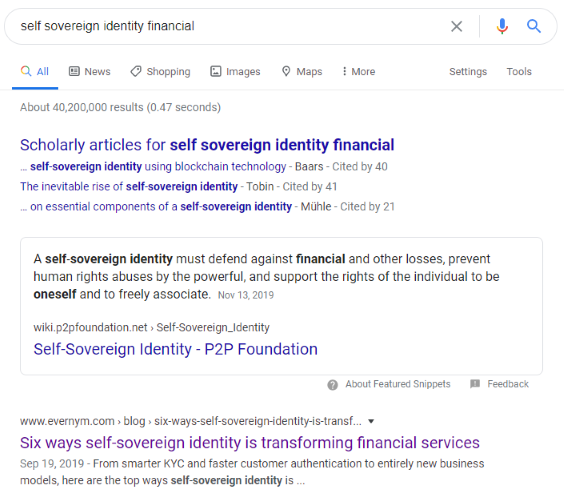 self sovereign identity financial
All News Shopping Images Maps More Settings Tools
About 40,200,000 results (0.47 seconds)
Scholarly articles for self sovereign identity financial
... self-sovereign identity using blockchain technology - Baars - Cited by 40
The inevitable rise of self-sovereign identity - Tobin - Cited by 41
... on essential components of a self-sovereign identity - Mühle - Cited by 21
A self-sovereign identity must defend against financial and other losses, prevent
human rights abuses by the powerful, and support the rights of the individual to be
oneself and to freely associate. Nov 13, 2019
wiki.p2pfoundation.net › Self-Sovereign_Identity
Self-Sovereign Identity - P2P Foundation
About Featured Snippets Feedback
www.evernym.com › blog › six-ways-self-sovereign-identity-is-transf...
Six ways self-sovereign identity is transforming financial services
Sep 19, 2019 - From smarter KYC and faster customer authentication to entirely new business
models, here are the top ways self-sovereign identity is ...